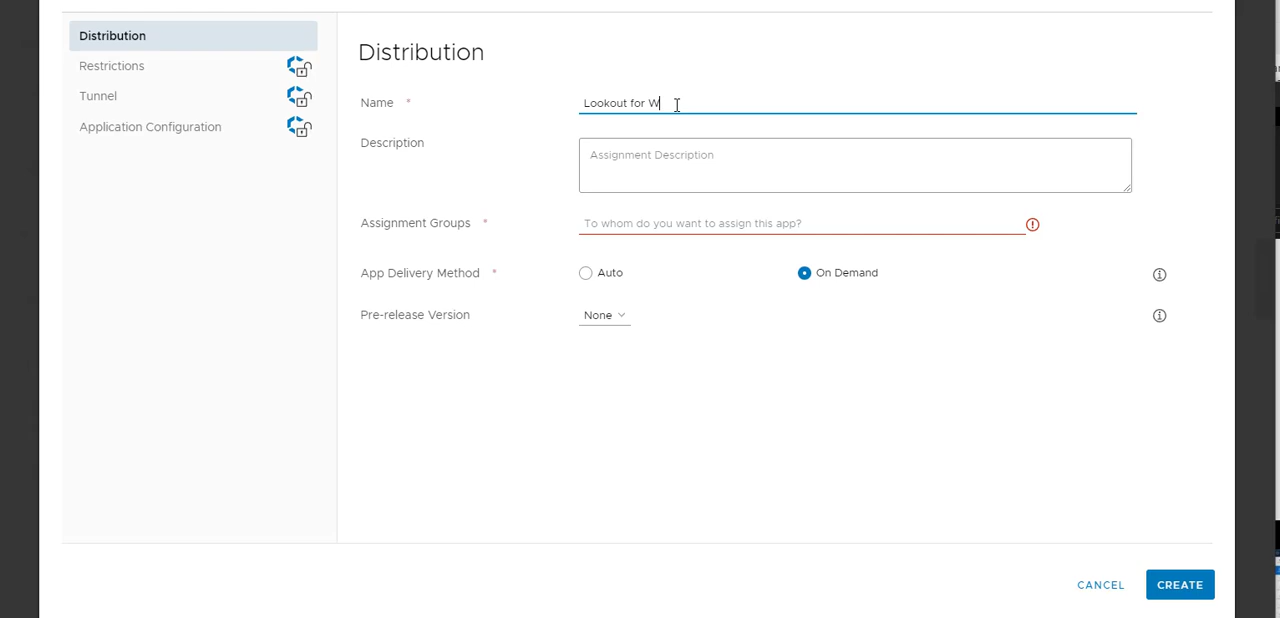 Distribution
Restrictions
Tunnel
Application Configuration
Distribution
Name *
Lookout for W
Description
Assignment Description
Assignment Groups *
To whom do you want to assign this app?
App Delivery Method *
Auto
On Demand
Pre-release Version
None
CANCEL
CREATE